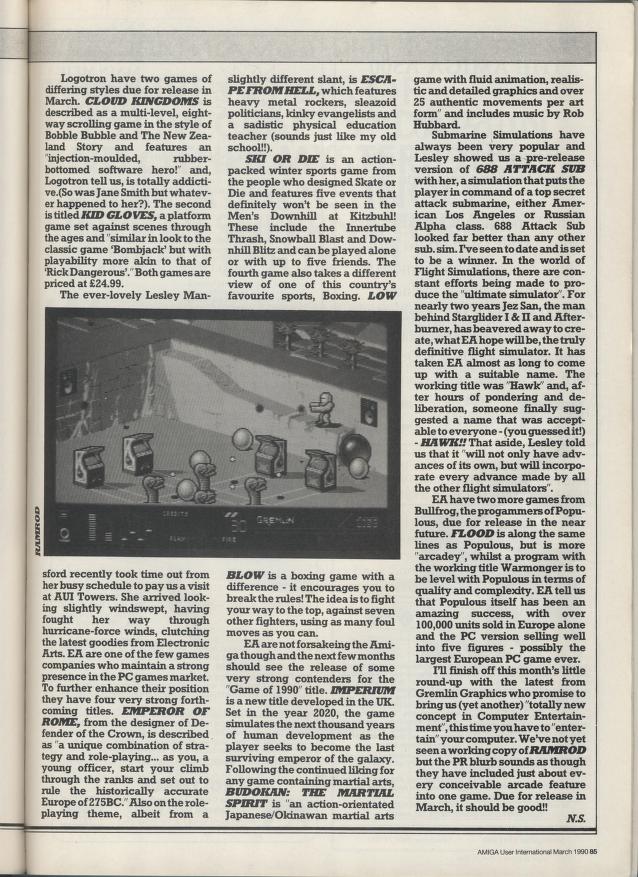 Logotron have two games of
differing styles due for release in
March. CLOUD KINGDOMS is
described as a multi-level, eight-
way scrolling game in the style of
Bobble Bubble and The New Zea-
land Story and features an
"injection-moulded, rubber-
bottomed software hero!" and,
Logotron tell us, is totally addicti-
ve.(So was Jane Smith but whatev-
er happened to her?). The second
is titled KID GLOVES, a platform
game set against scenes through
the ages and "similar in look to the
classic game 'Bombjack' but with
playability more akin to that of
'Rick Dangerous'." Both games are
priced at £24.99.
The ever-lovely Lesley Man-
RAMROD
CREDITS
GREMLIN
PLAY
FIRE
sford recently took time out from
her busy schedule to pay us a visit
at AUI Towers. She arrived look-
ing slightly windswept, having
fought her way through
hurricane-force winds, clutching
the latest goodies from Electronic
Arts. EA are one of the few games
companies who maintain a strong
presence in the PC games market.
To further enhance their position
they have four very strong forth-
coming titles. EMPEROR OF
ROME, from the designer of De-
fender of the Crown, is described
as "a unique combination of stra-
tegy and role-playing... as you, a
young officer, start your climb
through the ranks and set out to
rule the historically accurate
Europe of 275BC." Also on the role-
playing theme, albeit from a
slightly different slant, is ESCA-
PE FROM HELL, which features
heavy metal rockers, sleazoid
politicians, kinky evangelists and
a sadistic physical education
teacher (sounds just like my old
school!!).
SKI OR DIE is an action-
packed winter sports game from
the people who designed Skate or
Die and features five events that
definitely won't be seen in the
Men's Downhill at Kitzbuhl!
These include the Innertube
Thrash, Snowball Blast and Dow-
nhill Blitz and can be played alone
or with up to five friends. The
fourth game also takes a different
view of one of this country's
favourite sports, Boxing. LOW
BLOW is a boxing game with a
difference - it encourages you to
break the rules! The idea is to fight
your way to the top, against seven
other fighters, using as many foul
moves as you can.
EA are not forsaking the Ami-
ga though and the next few months
should see the release of some
very strong contenders for the
"Game of 1990" title. IMPERIUM
is a new title developed in the UK.
Set in the year 2020, the game
simulates the next thousand years
of human development as the
player seeks to become the last
surviving emperor of the galaxy.
Following the continued liking for
any game containing martial arts,
BUDOKAN: THE MARTIAL
SPIRIT is "an action-orientated
Japanese/Okinawan martial arts
game with fluid animation, realis-
tic and detailed graphics and over
25 authentic movements per art
form" and includes music by Rob
Hubbard.
Submarine Simulations have
always been very popular and
Lesley showed us a pre-release
version of 688 ATTACK SUB
with her, a simulation that puts the
player in command of a top secret
attack submarine, either Amer-
ican Los Angeles or Russian
Alpha class. 688 Attack Sub
looked far better than any other
sub. sim. I've seen to date and is set
to be a winner. In the world of
Flight Simulations, there are con-
stant efforts being made to pro-
duce the "ultimate simulator". For
nearly two years Jez San, the man
behind Starglider I & II and After-
burner, has beavered away to cre-
ate, what EA hope will be, the truly
definitive flight simulator. It has
taken EA almost as long to come
up with a suitable name. The
working title was "Hawk" and, af-
ter hours of pondering and de-
liberation, someone finally sug-
gested a name that was accept-
able to everyone - (you guessed it!)
- HAWK!! That aside, Lesley told
us that it "will not only have adv-
ances of its own, but will incorpo-
rate every advance made by all
the other flight simulators".
EA have two more games from
Bullfrog, the progammers of Popu-
lous, due for release in the near
future. FLOOD is along the same
lines as Populous, but is more
"arcadey", whilst a program with
the working title Warmonger is to
be level with Populous in terms of
quality and complexity. EA tell us
that Populous itself has been an
amazing success, with over
100,000 units sold in Europe alone
and the PC version selling well
into five figures - possibly the
largest European PC game ever.
I'll finish off this month's little
round-up with the latest from
Gremlin Graphics who promise to
bring us (yet another) "totally new
concept in Computer Entertain-
ment", this time you have to "enter-
tain" your computer. We've not yet
seen a working copy of RAMROD
but the PR blurb sounds as though
they have included just about ev-
ery conceivable arcade feature
into one game. Due for release in
March, it should be good!!
N.S.
AMIGA User International March 1990 85